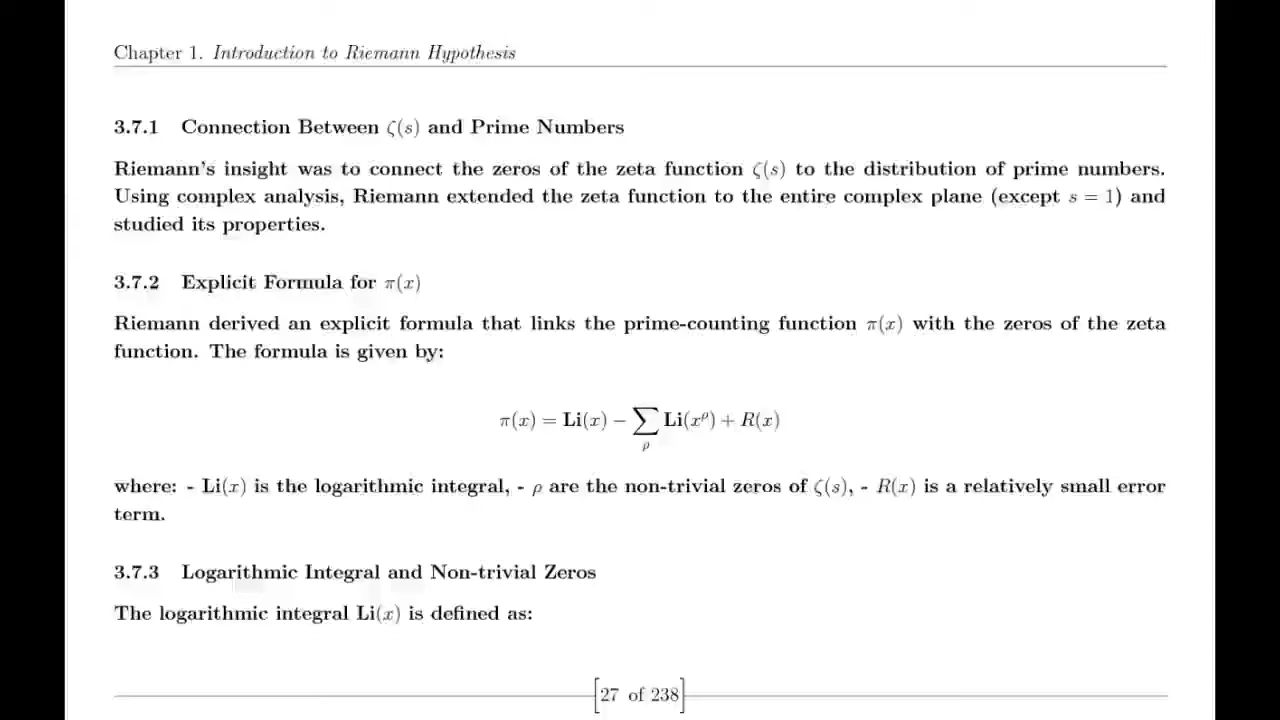 Chapter 1. Introduction to Riemann Hypothesis
3.7.1 Connection Between ζ(s) and Prime Numbers
Riemann's insight was to connect the zeros of the zeta function ζ(s) to the distribution of prime numbers.
Using complex analysis, Riemann extended the zeta function to the entire complex plane (except s = 1) and
studied its properties.
3.7.2 Explicit Formula for π(x)
Riemann derived an explicit formula that links the prime-counting function π(x) with the zeros of the zeta
function. The formula is given by:
π(x) = Li(x) − ∑ρ Li(x^ρ) + R(x)
where: - Li(x) is the logarithmic integral, - ρ are the non-trivial zeros of ζ(s), - R(x) is a relatively small error
term.
3.7.3 Logarithmic Integral and Non-trivial Zeros
The logarithmic integral Li(x) is defined as:
[27 of 238]